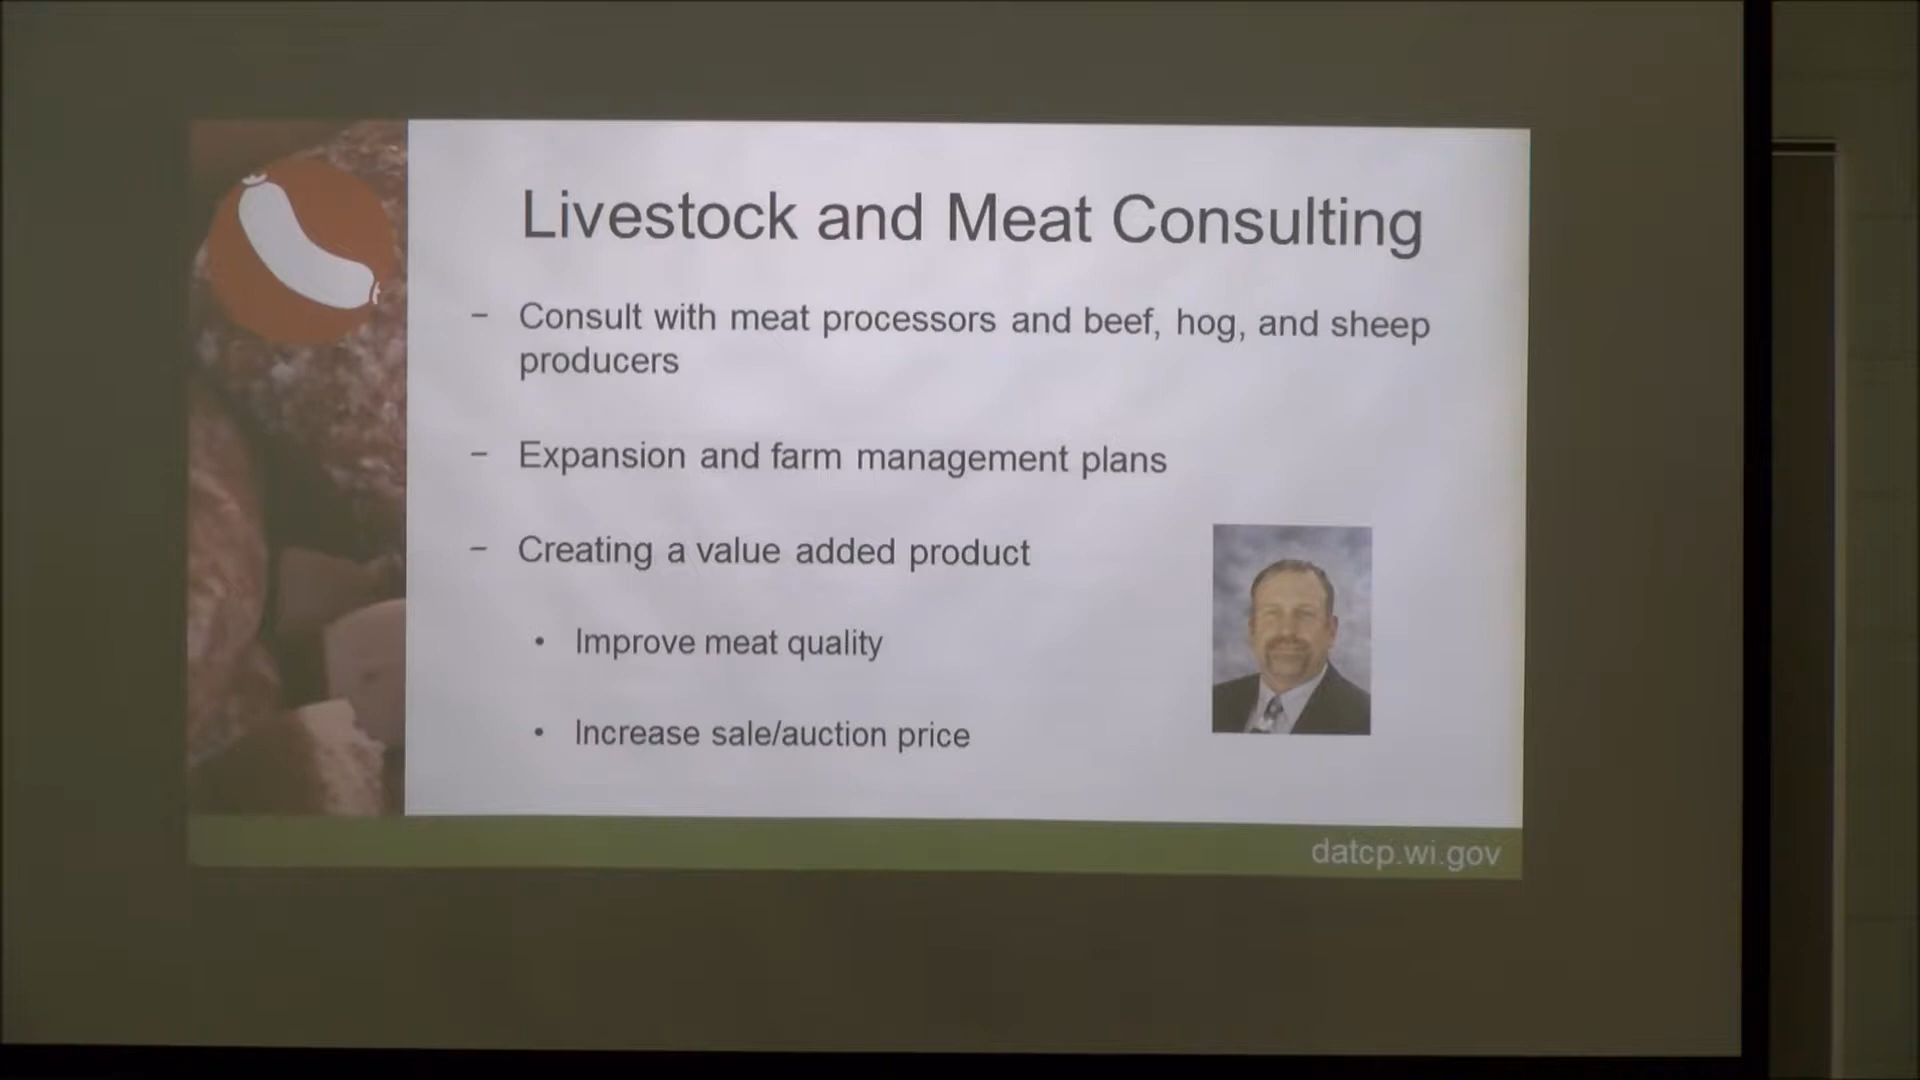 Livestock and Meat Consulting
– Consult with meat processors and beef, hog, and sheep
producers
– Expansion and farm management plans
– Creating a value added product
• Improve meat quality
• Increase sale/auction price
datcp.wi.gov